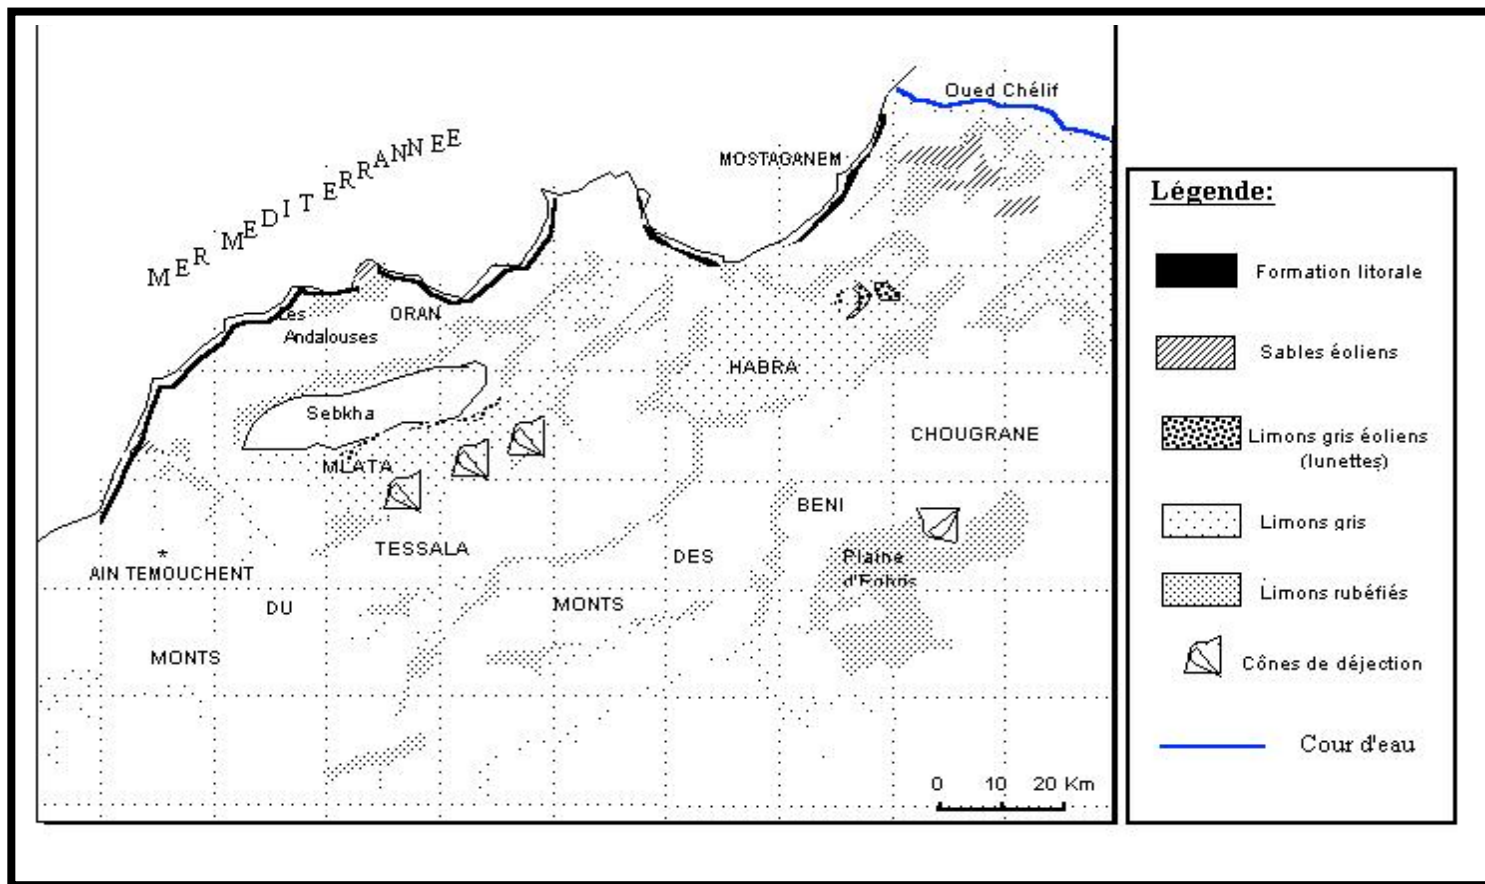 MER MEDITERRANNEE
Oued Chélif
MOSTAGANEM
ORAN
Les
Andalouses
HABRA
Sebkha
CHOUGRANE
MLATA
BENI
TESSALA
DES
Plaine
AIN TEMOUCHENT
DU
MONTS
MONTS
0 10 20 Km
Légende:
Formation litorale
Sables éoliens
Limons gris éoliens
(lunettes)
Limons gris
Limons rubéfiés
Cônes de déjection
Cour d'eau